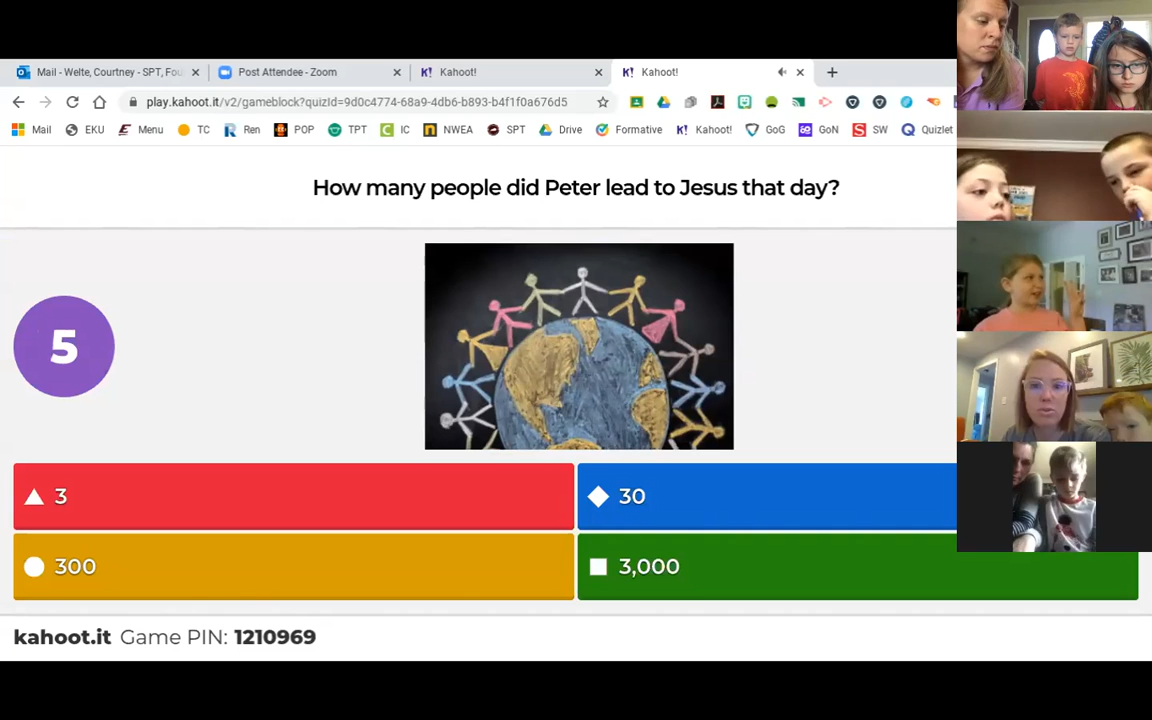 Mail - Welte, Courtney - SPT, Fou
Post Attendee - Zoom
Kahoot!
Kahoot!
play.kahoot.it/v2/gameblock?quizId=9d0c4774-68a9-4db6-b893-b4f1f0a676d5
Mail EKU Menu TC Ren POP TPT IC NWEA SPT Drive Formative Kahoot! GoG GoN SW Quizlet
How many people did Peter lead to Jesus that day?
5
3
30
300
3,000
kahoot.it Game PIN: 1210969